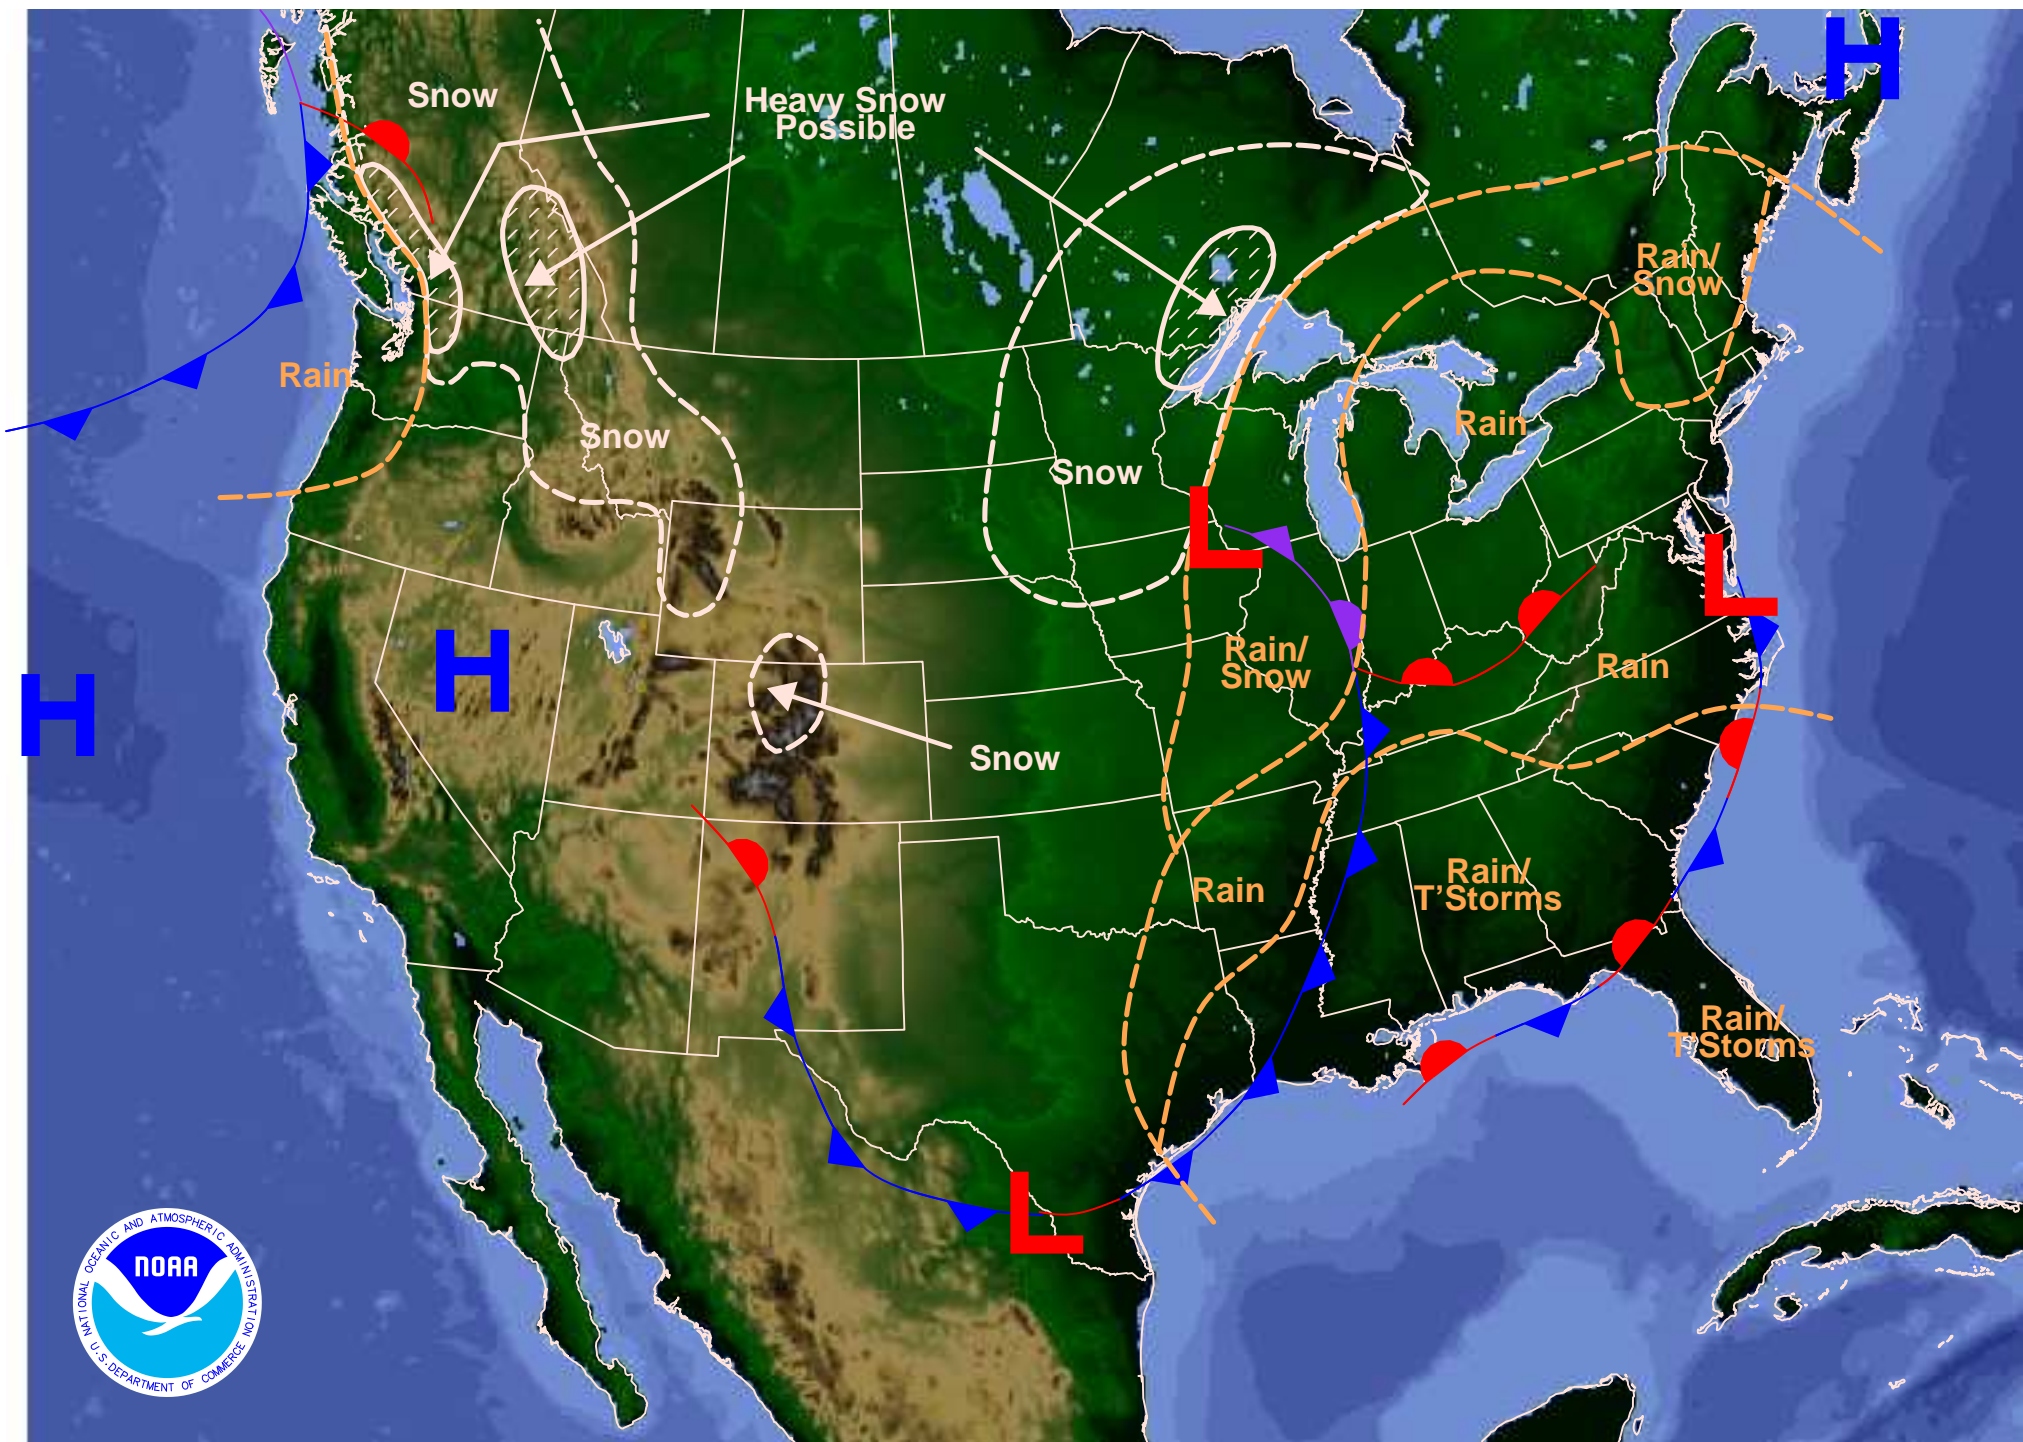 H
Snow
Heavy Snow
Possible
Rain/
Snow
Rain
Snow
Rain
Snow
L
L
H
H
Rain/
Snow
Rain
Snow
Rain
Rain/
T'Storms
Rain/
T'Storms
L
NATIONAL OCEANIC AND ATMOSPHERIC ADMINISTRATION
NOAA
U.S. DEPARTMENT OF COMMERCE